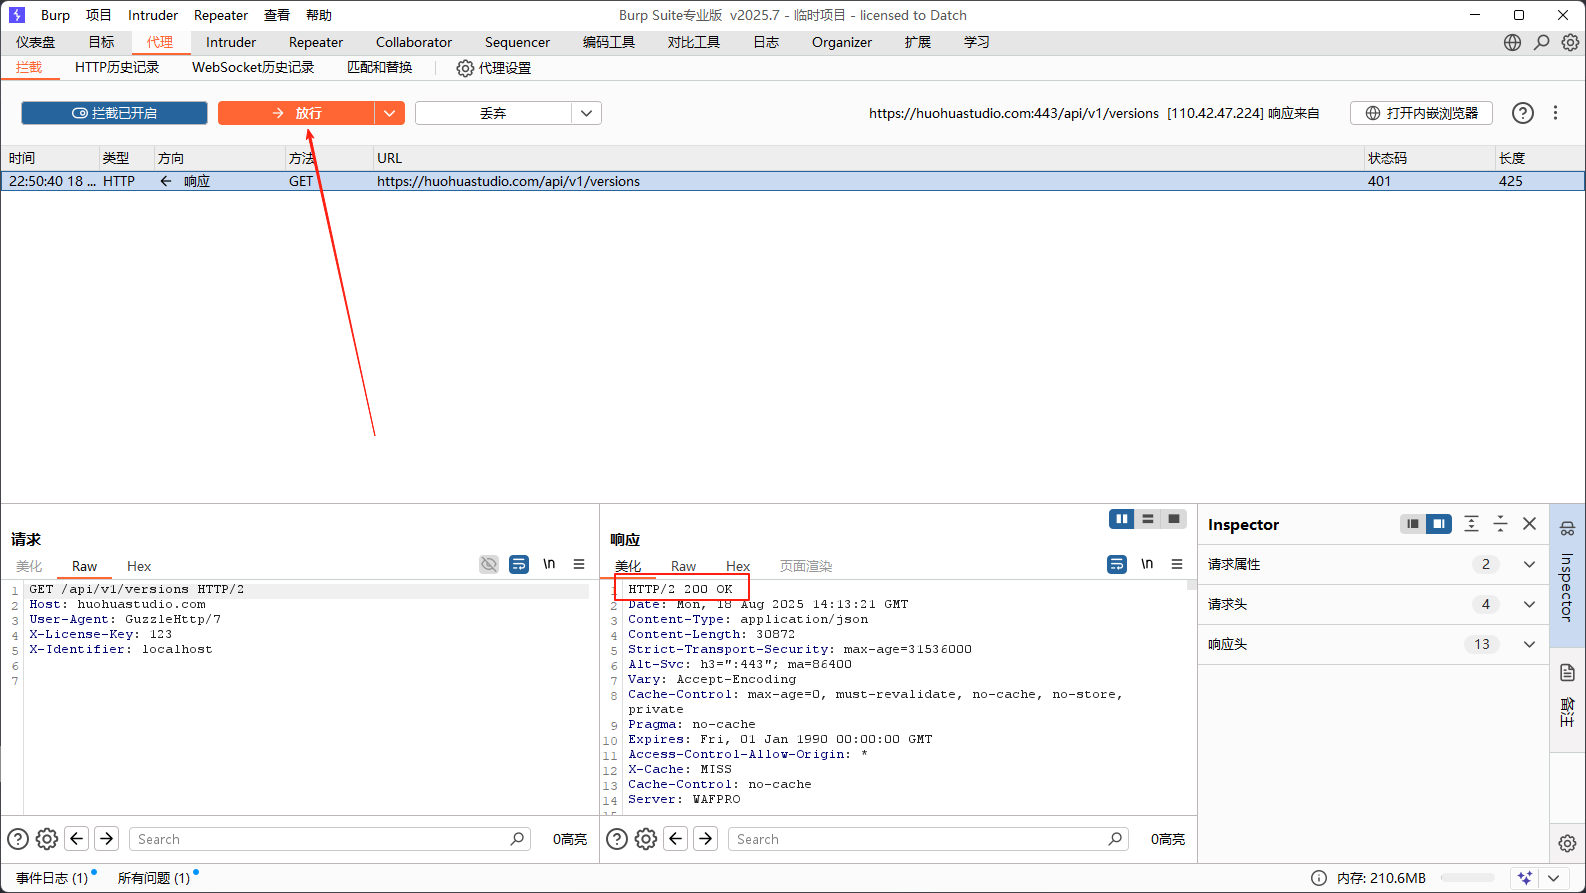 Burp 项目 Intruder Repeater 查看 帮助 Burp Suite专业版 v2025.7 - 临时项目 - licensed to Datch
仪表盘 目标 代理 Intruder Repeater Collaborator Sequencer 编码工具 对比工具 日志 Organizer 扩展 学习
拦截 HTTP历史记录 WebSocket历史记录 匹配和替换 代理设置
拦截已开启 放行 丢弃 https://huohuastudio.com:443/api/v1/versions [110.42.47.224] 响应来自 打开内嵌浏览器
时间 类型 方向 方法 URL 状态码 长度
22:50:40 18 ... HTTP 响应 GET https://huohuastudio.com/api/v1/versions 401 425
请求
美化 Raw Hex \n
1 GET /api/v1/versions HTTP/2
2 Host: huohuastudio.com
3 User-Agent: GuzzleHttp/7
4 X-License-Key: 123
5 X-Identifier: localhost
6
7
Search 0高亮
响应
美化 Raw Hex 页面渲染 \n
1 HTTP/2 200 OK
2 Date: Mon, 18 Aug 2025 14:13:21 GMT
3 Content-Type: application/json
4 Content-Length: 30872
5 Strict-Transport-Security: max-age=31536000
6 Alt-Svc: h3=":443"; ma=86400
7 Vary: Accept-Encoding
8 Cache-Control: max-age=0, must-revalidate, no-cache, no-store,
private
9 Pragma: no-cache
10 Expires: Fri, 01 Jan 1990 00:00:00 GMT
11 Access-Control-Allow-Origin: *
12 X-Cache: MISS
13 Cache-Control: no-cache
14 Server: WAFPRO
Search 0高亮
Inspector
请求属性 2
请求头 4
响应头 13
Inspector
备注
事件日志 (1) 所有问题 (1) 内存: 210.6MB